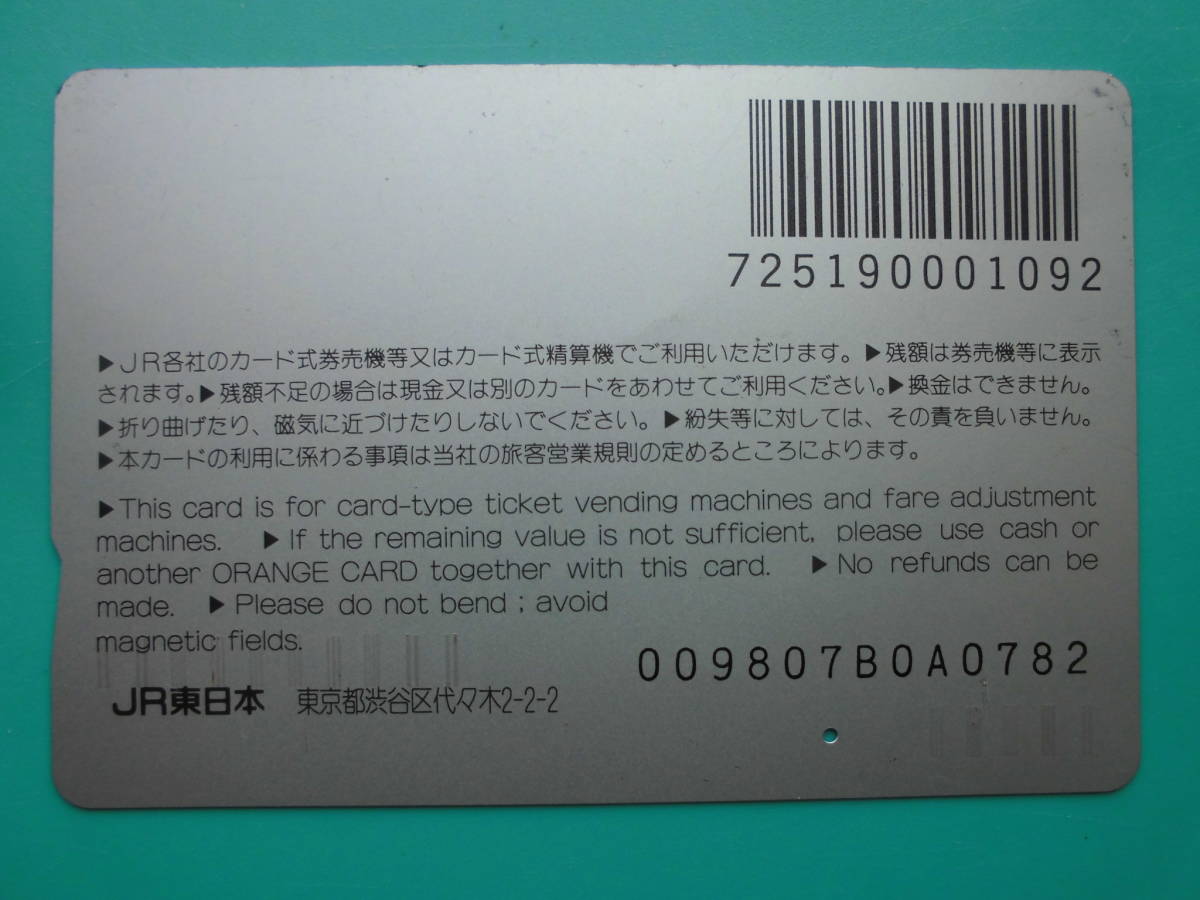 725190001092
▶JR各社のカード式券売機等又はカード式精算機でご利用いただけます。▶残額は券売機等に表示
されます。▶残額不足の場合は現金又は別のカードをあわせてご利用ください。▶換金はできません。
▶折り曲げたり、磁気に近づけたりしないでください。▶紛失等に対しては、その責を負いません。
▶本カードの利用に係わる事項は当社の旅客営業規則の定めるところによります。
▶This card is for card-type ticket vending machines and fare adjustment
machines. ▶If the remaining value is not sufficient, please use cash or
another ORANGE CARD together with this card. ▶No refunds can be
made. ▶Please do not bend ; avoid
magnetic fields.
009807B0A0782
JR東日本 東京都渋谷区代々木2-2-2